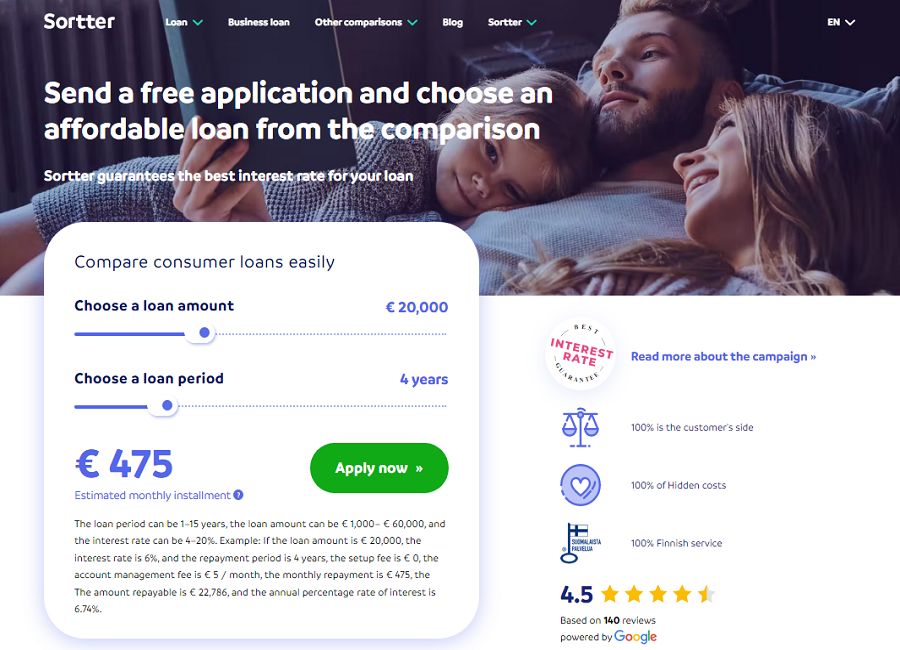 Sortter
Loan
Business loan
Other comparisons
Blog
Sortter
EN
Send a free application and choose an
affordable loan from the comparison
Sortter guarantees the best interest rate for your loan
Compare consumer loans easily
Choose a loan amount
€ 20,000
Choose a loan period
4 years
€ 475
Apply now »
Estimated monthly installment ?
The loan period can be 1–15 years, the loan amount can be € 1,000– € 60,000, and
the interest rate can be 4–20%. Example: If the loan amount is € 20,000, the
interest rate is 6%, and the repayment period is 4 years, the setup fee is € 0, the
account management fee is € 5 / month, the monthly repayment is € 475, the
The amount repayable is € 22,786, and the annual percentage rate of interest is
6.74%.
BEST
INTEREST
RATE
GUARANTEE
Read more about the campaign »
100% is the customer's side
100% of Hidden costs
SUOMALAISTA
PALVELUA
100% Finnish service
4.5
Based on 140 reviews
powered by Google